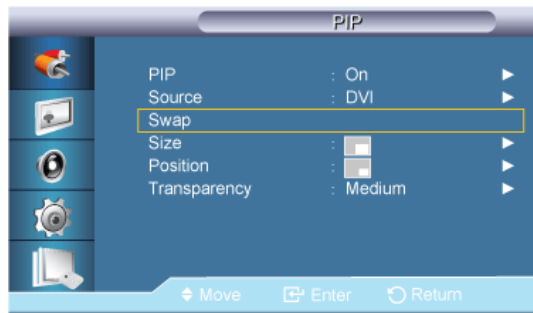 PIP
PIP : On
Source : DVI
Swap
Size :
Position :
Transparency : Medium
Move Enter Return